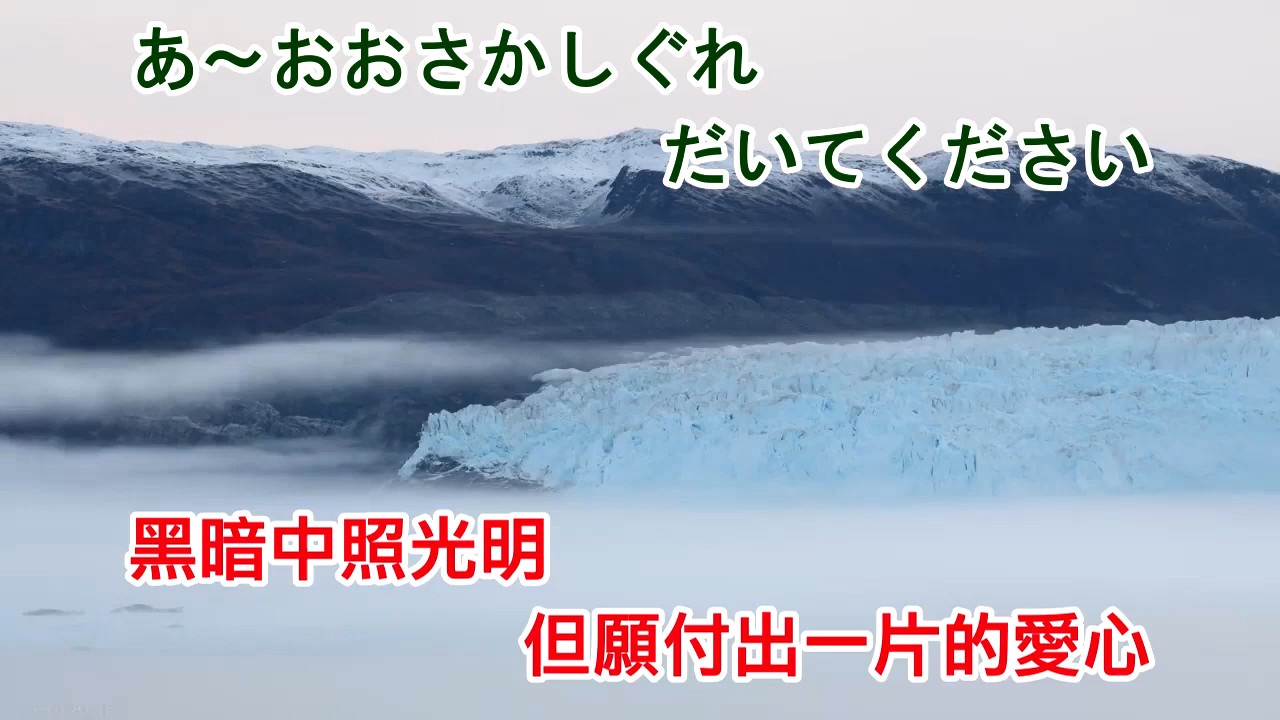 あ～おおさかしぐれ
だいてください
黑暗中照光明
但願付出一片的愛心